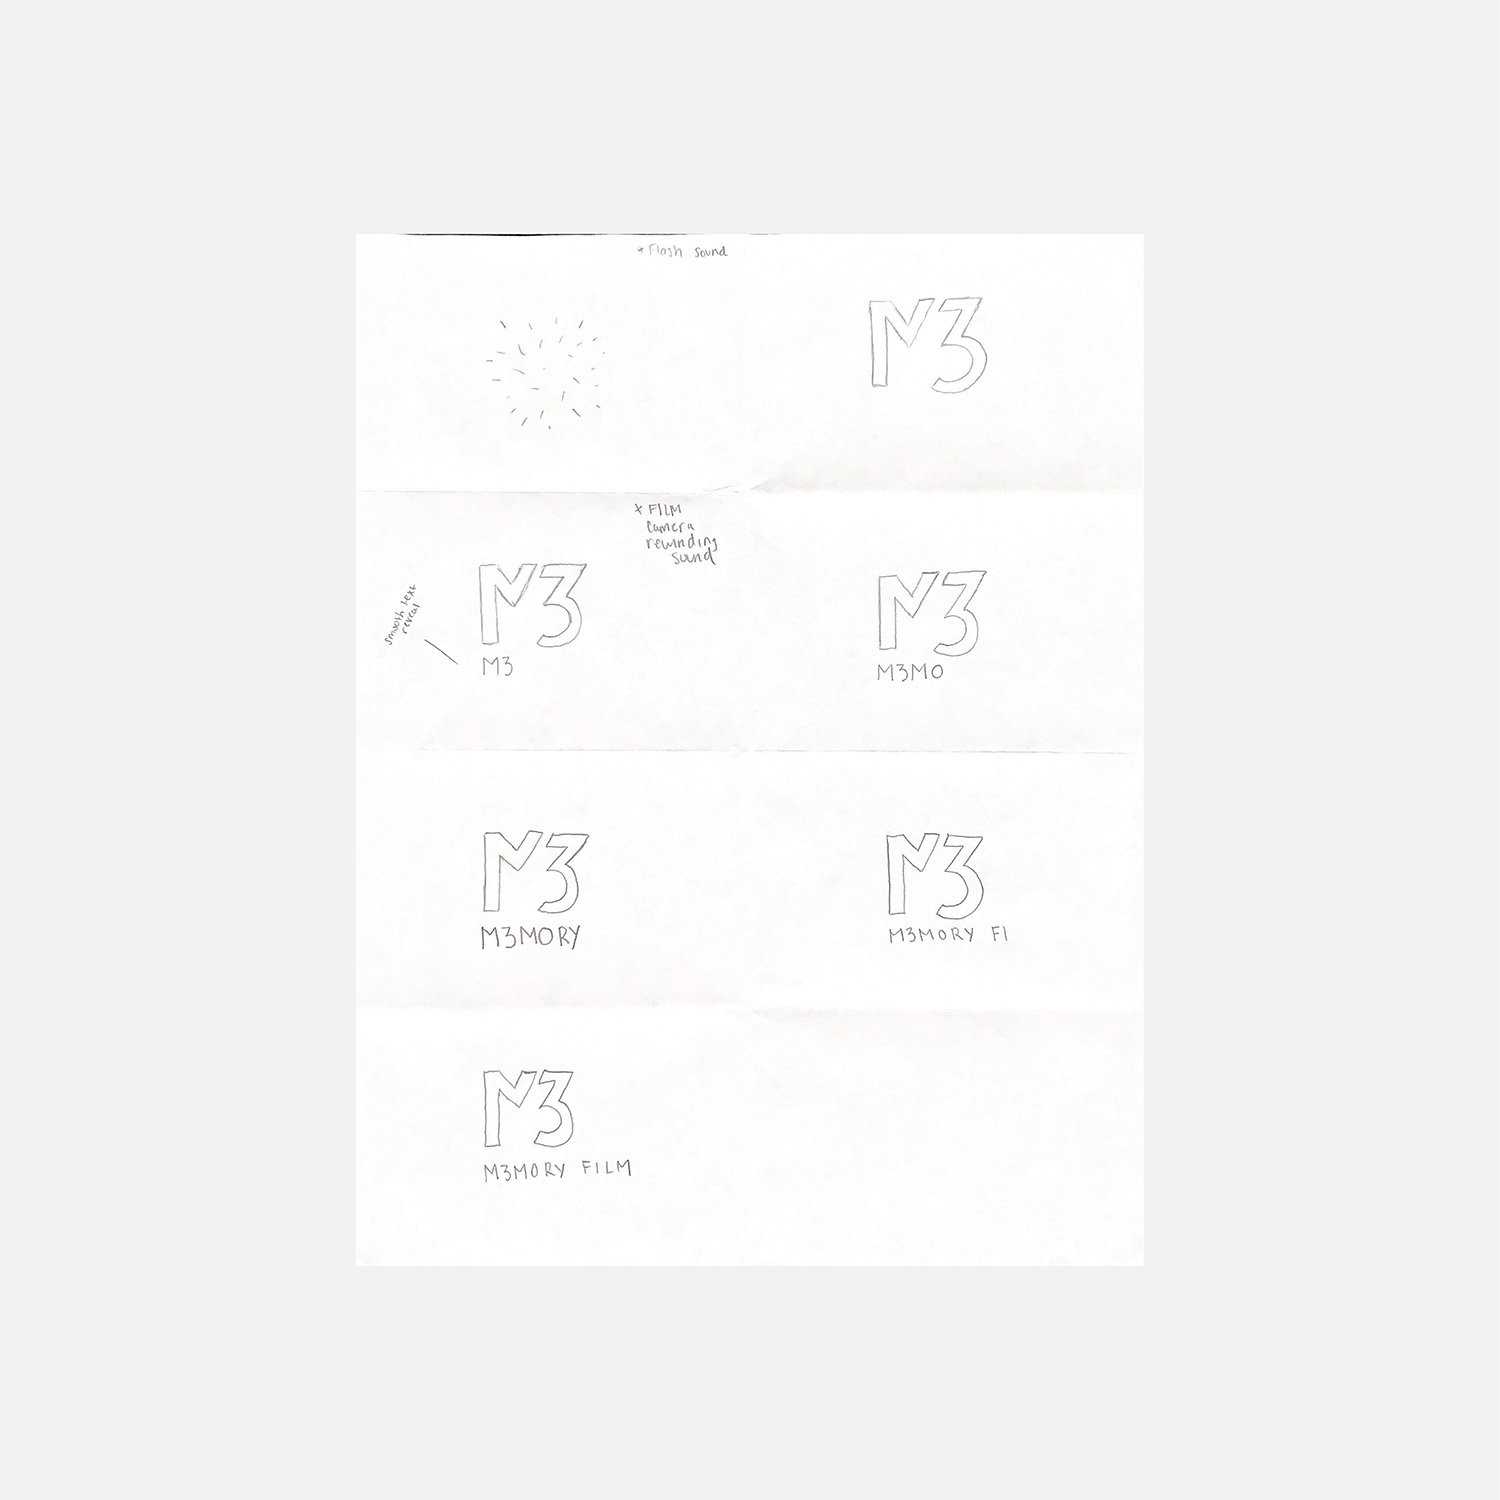 * Flash sound
M3
* FILM
camera
rewinding
sound
smooth text
reveal
M3
M3
M3
M3MO
M3
M3MORY
M3
M3MORY FI
M3
M3MORY FILM